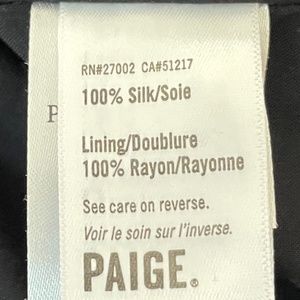 RN#27002 CA#51217
100% Silk/Soie
P
Lining/Doublure
100% Rayon/Rayonne
See care on reverse.
Voir le soin sur l'inverse.
PAIGE®